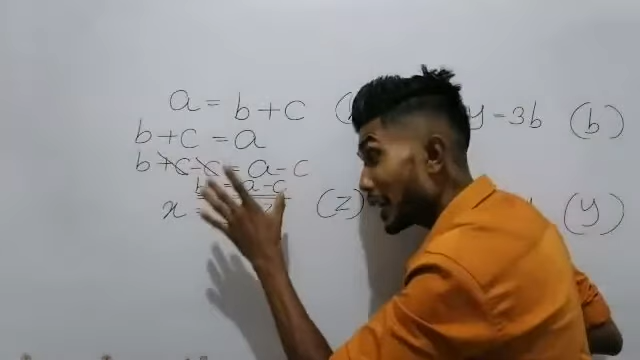 a = b + c (
y = 3b (b)
b + c = a
b + c - c = a - c
b = a - c
x = (z)
(y)